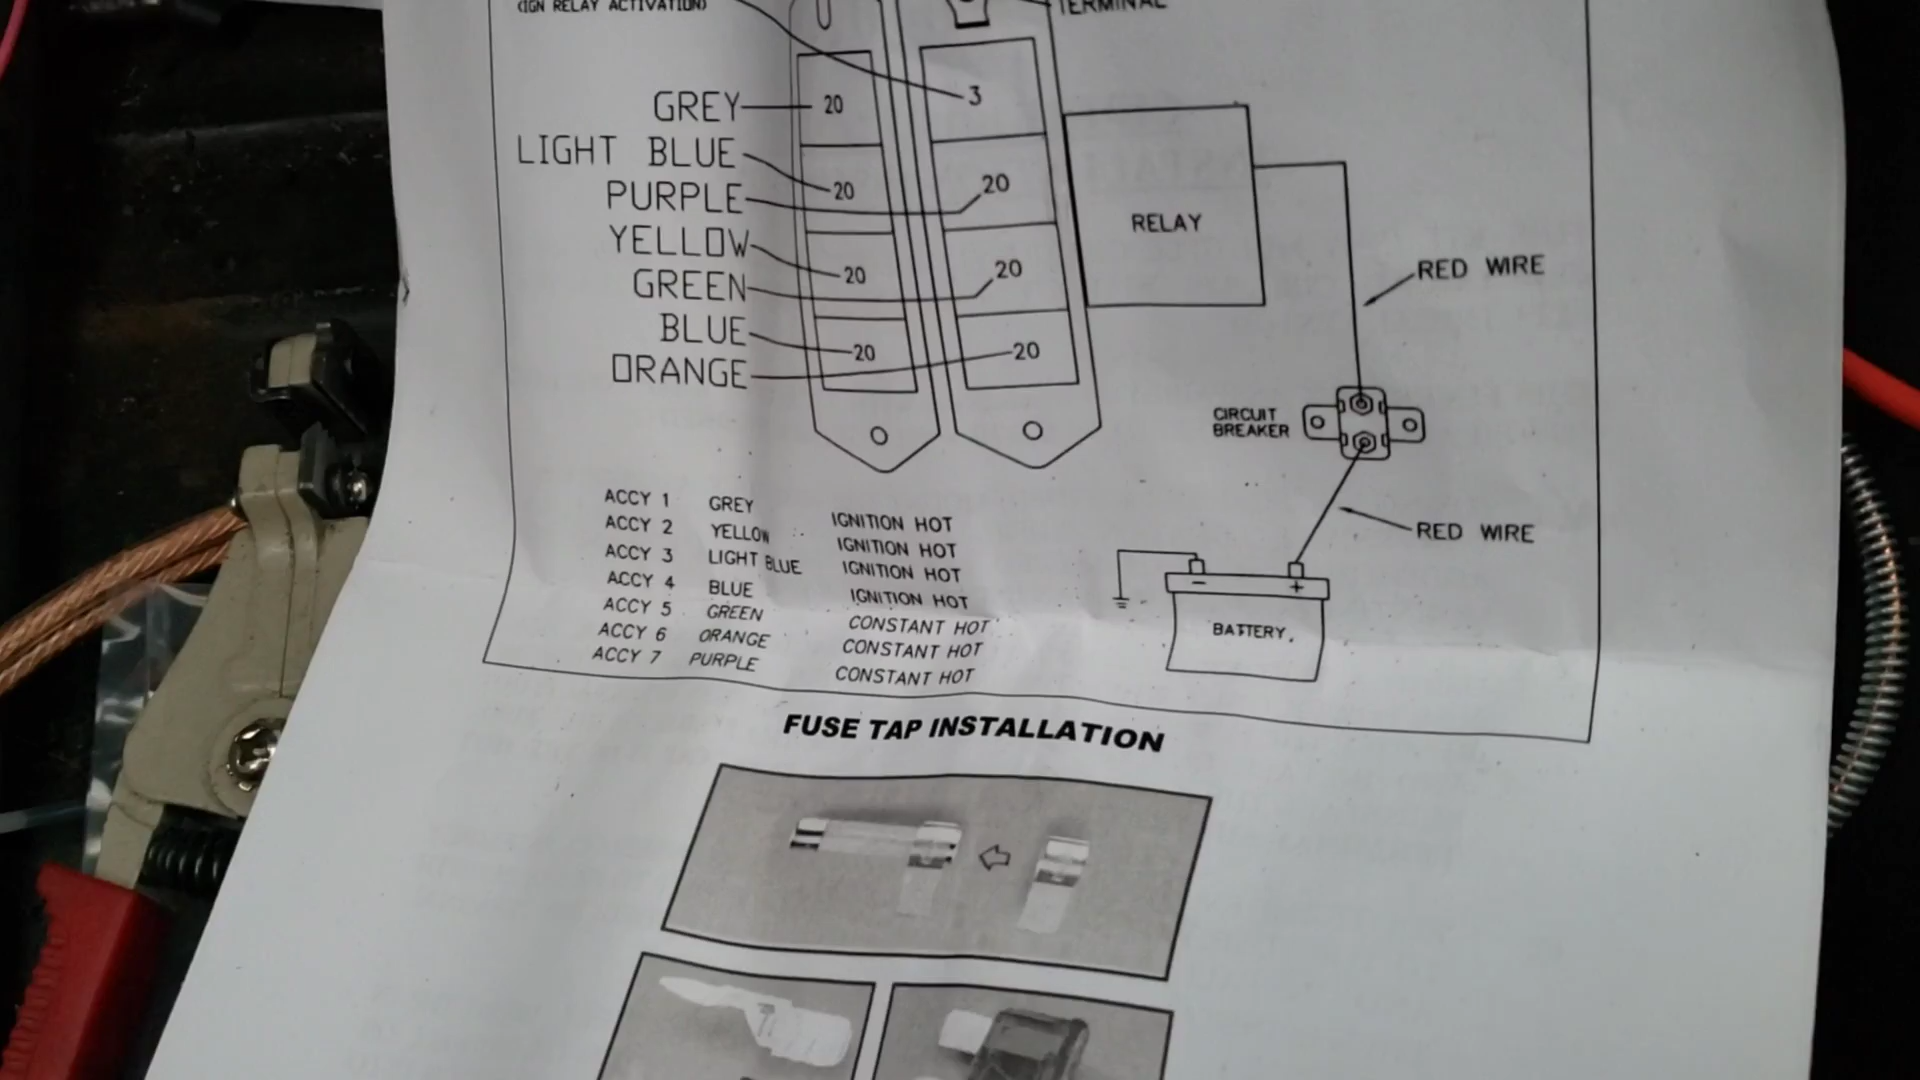 (IGN RELAY ACTIVATION)
TERMINAL
GREY
20
3
LIGHT BLUE
20
PURPLE
20
YELLOW
20
GREEN
20
BLUE
20
ORANGE
20
RELAY
RED WIRE
CIRCUIT
BREAKER
RED WIRE
- +
BATTERY.
ACCY 1 GREY IGNITION HOT
ACCY 2 YELLOW IGNITION HOT
ACCY 3 LIGHT BLUE IGNITION HOT
ACCY 4 BLUE IGNITION HOT
ACCY 5 GREEN CONSTANT HOT
ACCY 6 ORANGE CONSTANT HOT
ACCY 7 PURPLE CONSTANT HOT
FUSE TAP INSTALLATION